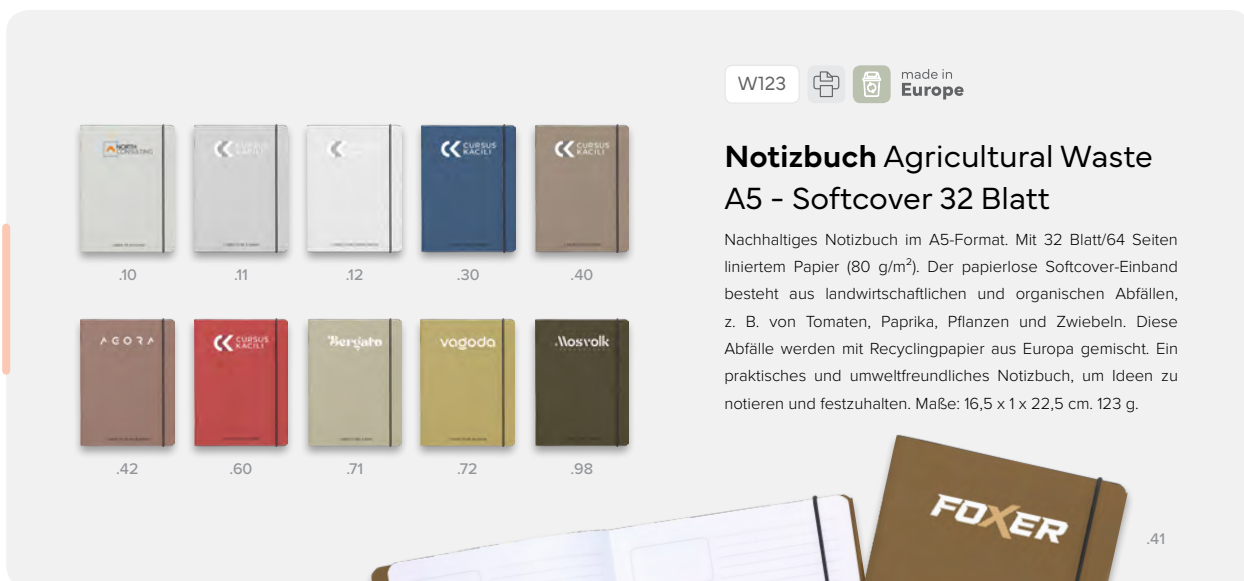 W123
made in
Europe
Notizbuch Agricultural Waste
A5 - Softcover 32 Blatt
Nachhaltiges Notizbuch im A5-Format. Mit 32 Blatt/64 Seiten
liniertem Papier (80 g/m²). Der papierlose Softcover-Einband
besteht aus landwirtschaftlichen und organischen Abfällen,
z. B. von Tomaten, Paprika, Pflanzen und Zwiebeln. Diese
Abfälle werden mit Recyclingpapier aus Europa gemischt. Ein
praktisches und umweltfreundliches Notizbuch, um Ideen zu
notieren und festzuhalten. Maße: 16,5 x 1 x 22,5 cm. 123 g.
NORTH
CONSULTING
CURSUS
KACILI
CURSUS
KACILI
CURSUS
KACILI
.10
.11
.12
.30
.40
AGORA
CURSUS
KACILI
Bergato
vagoda
Mosvolk
.42
.60
.71
.72
.98
FOXER
.41